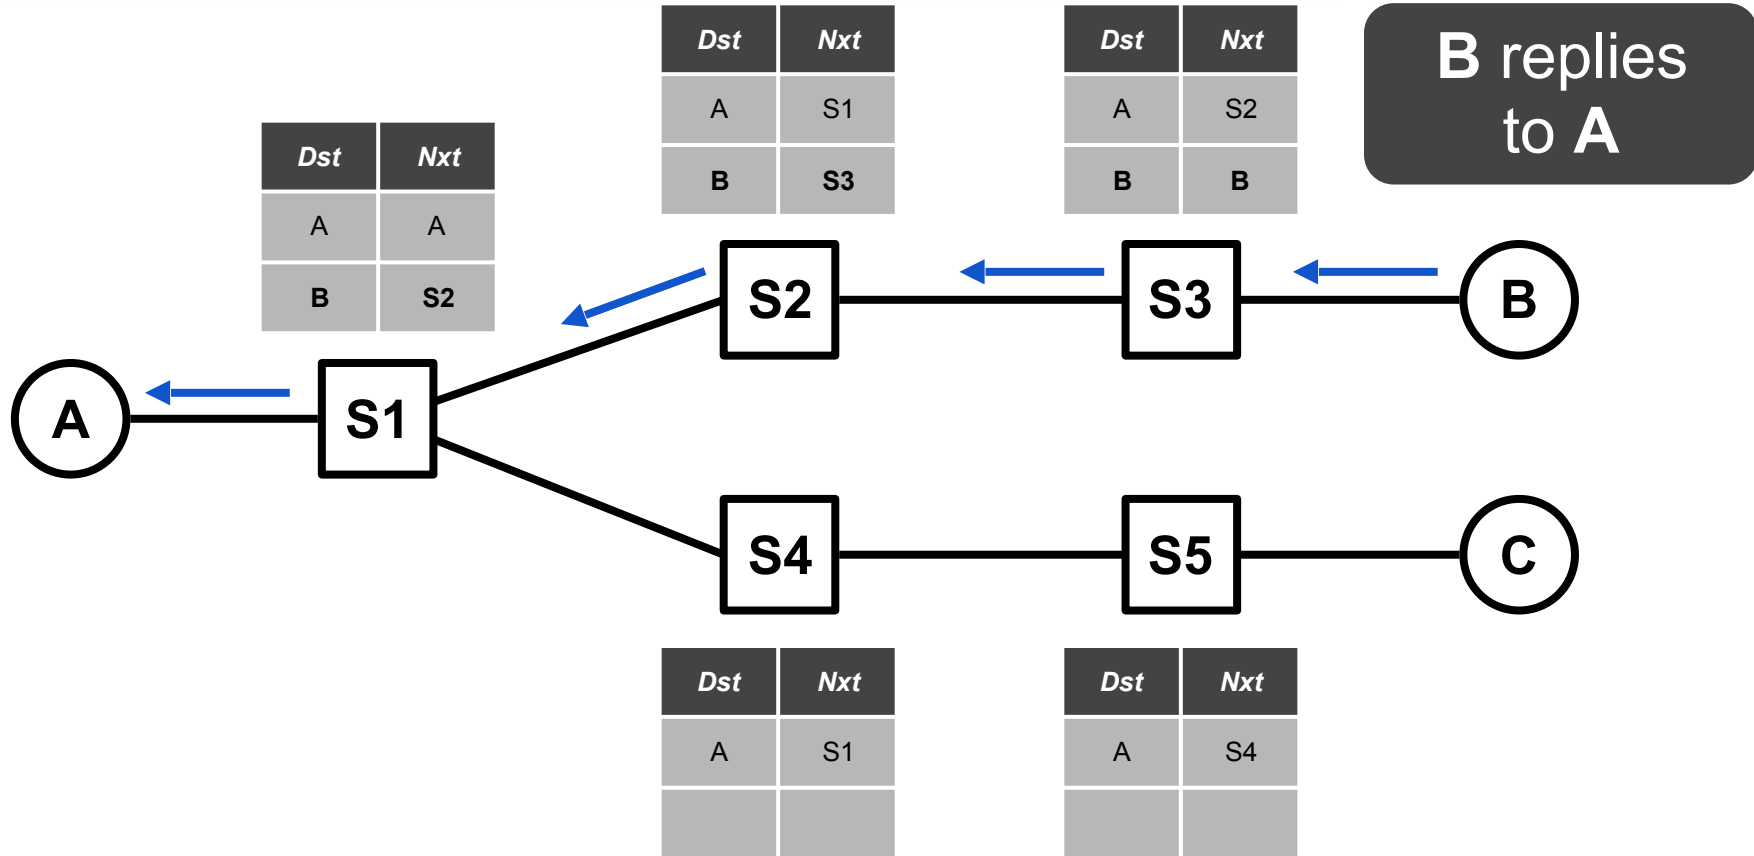 B replies
to A
Dst Nxt
A S1
B S3
Dst Nxt
A S2
B B
Dst Nxt
A A
B S2
S2
S3
B
A
S1
S4
S5
C
Dst Nxt
A S1
Dst Nxt
A S4